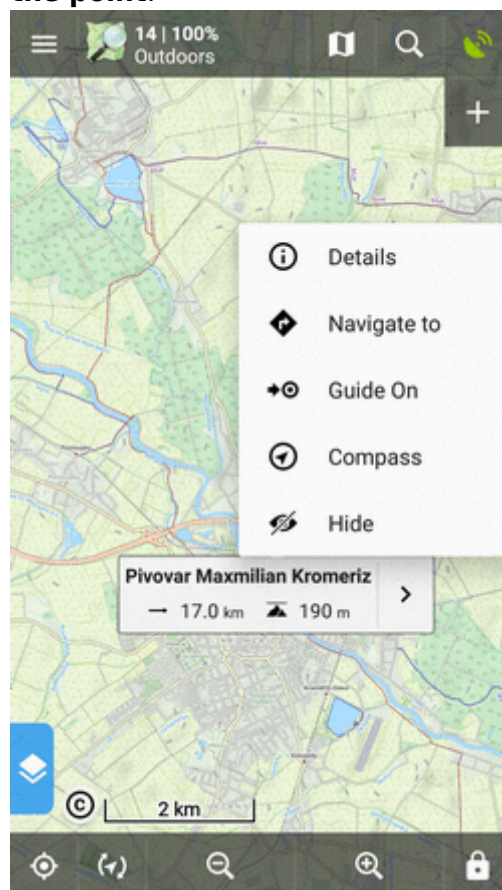 the point.
14 | 100%
Outdoors
Details
Navigate to
Guide On
Compass
Hide
Pivovar Maxmilian Kromeriz
17.0 km 190 m
© 2 km